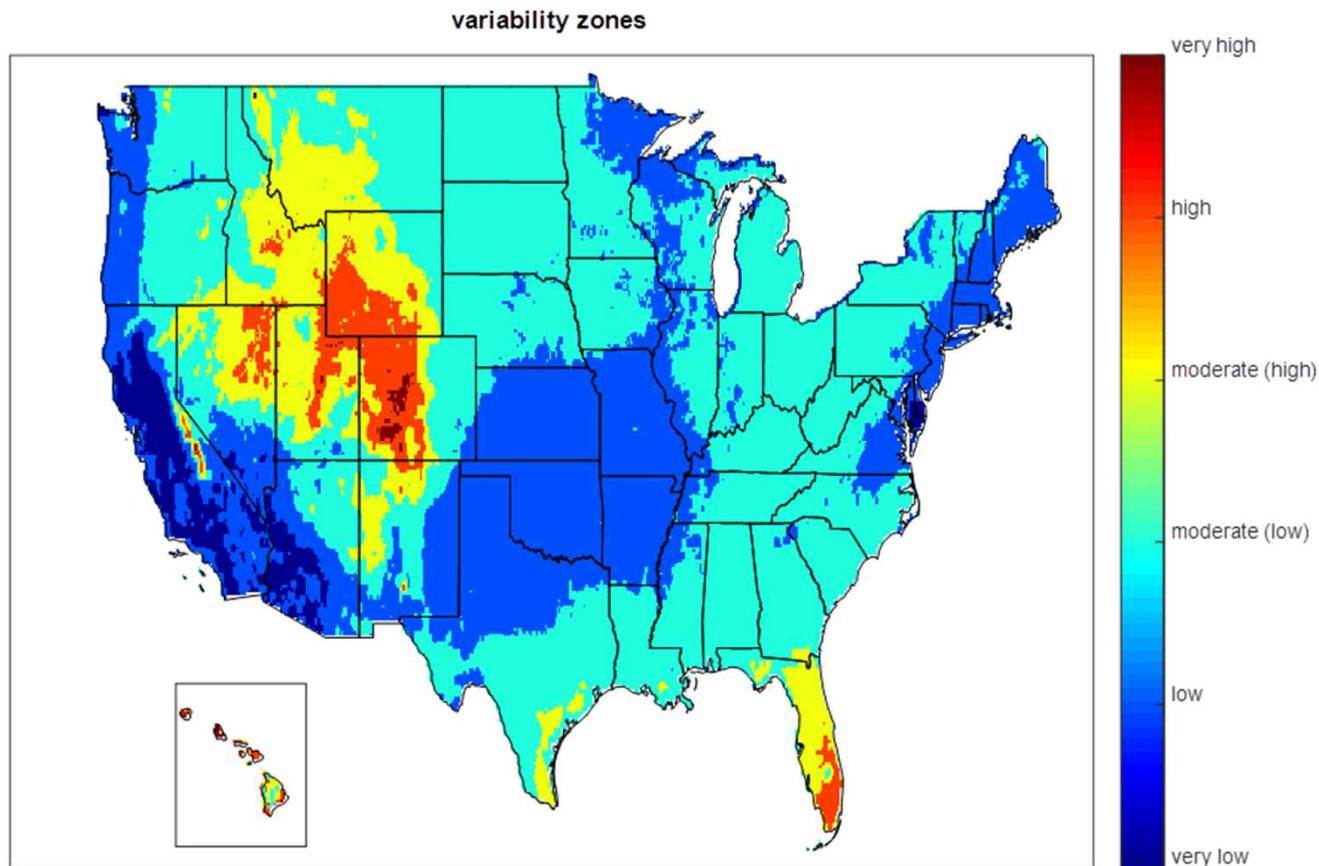 variability zones
very high
high
moderate (high)
moderate (low)
low
very low